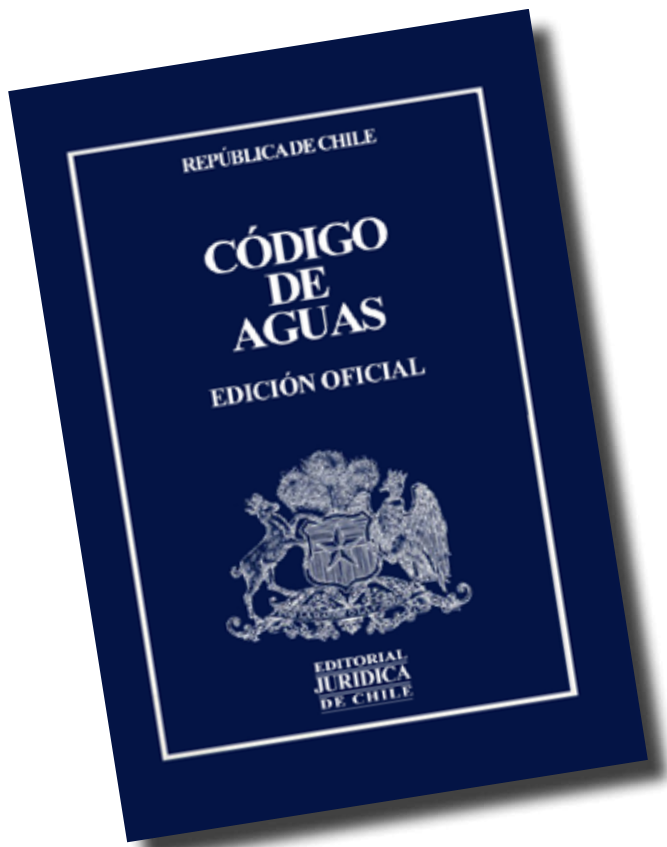 REPÚBLICA DE CHILE
CÓDIGO
DE
AGUAS
EDICIÓN OFICIAL
EDITORIAL
JURIDICA
DE CHILE